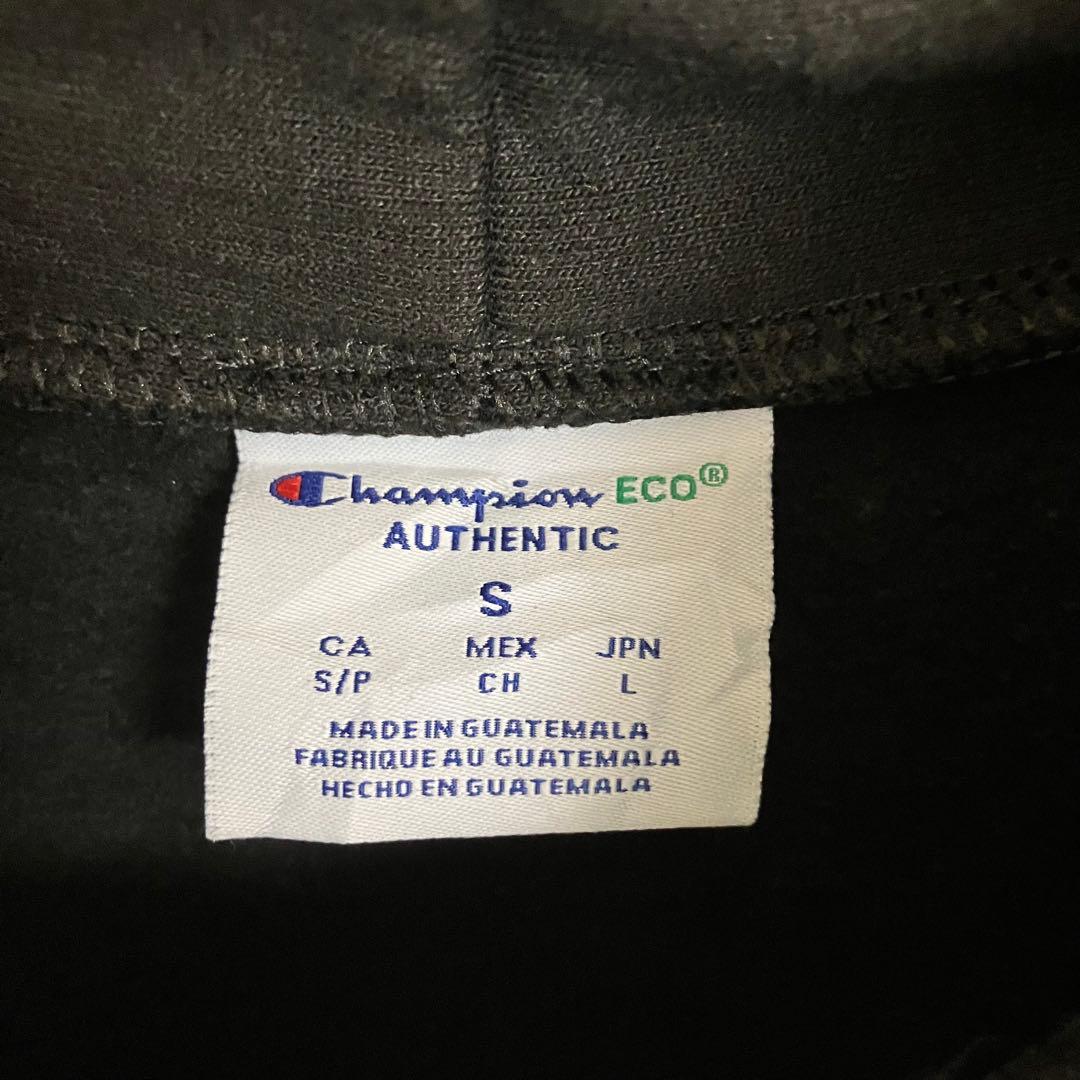 Champion ECO®
AUTHENTIC
S
CA MEX JPN
S/P CH L
MADE IN GUATEMALA
FABRIQUE AU GUATEMALA
HECHO EN GUATEMALA